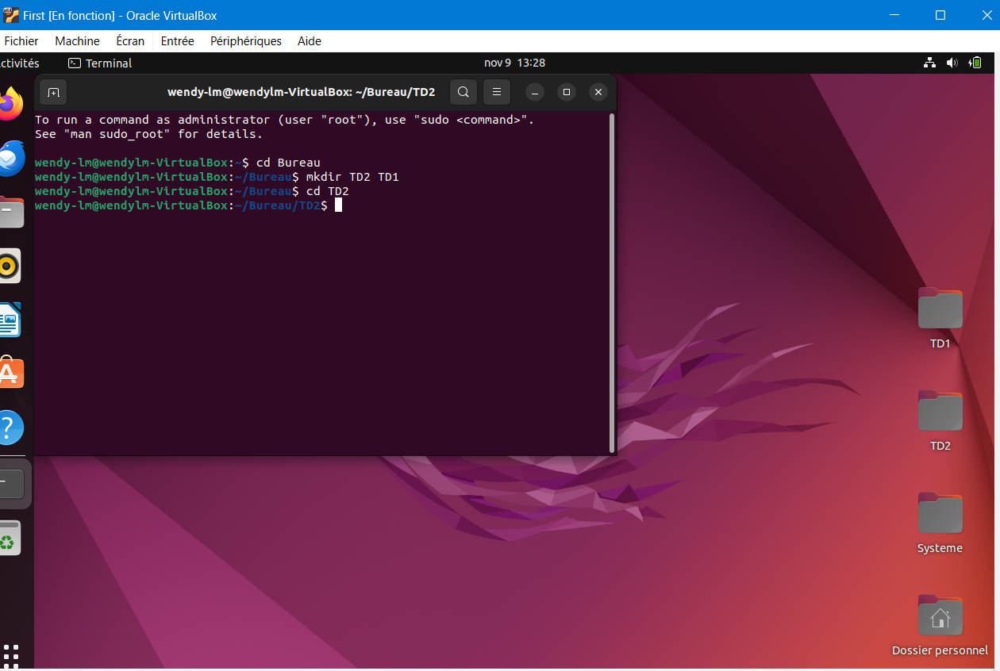 First [En fonction] - Oracle VirtualBox
Fichier Machine Écran Entrée Périphériques Aide
ctivités Terminal nov 9 13:28
wendy-lm@wendylm-VirtualBox: ~/Bureau/TD2
To run a command as administrator (user "root"), use "sudo <command>".
See "man sudo_root" for details.
wendy-lm@wendylm-VirtualBox:~$ cd Bureau
wendy-lm@wendylm-VirtualBox:~/Bureau$ mkdir TD2 TD1
wendy-lm@wendylm-VirtualBox:~/Bureau$ cd TD2
wendy-lm@wendylm-VirtualBox:~/Bureau/TD2$
TD1
TD2
Systeme
Dossier personnel